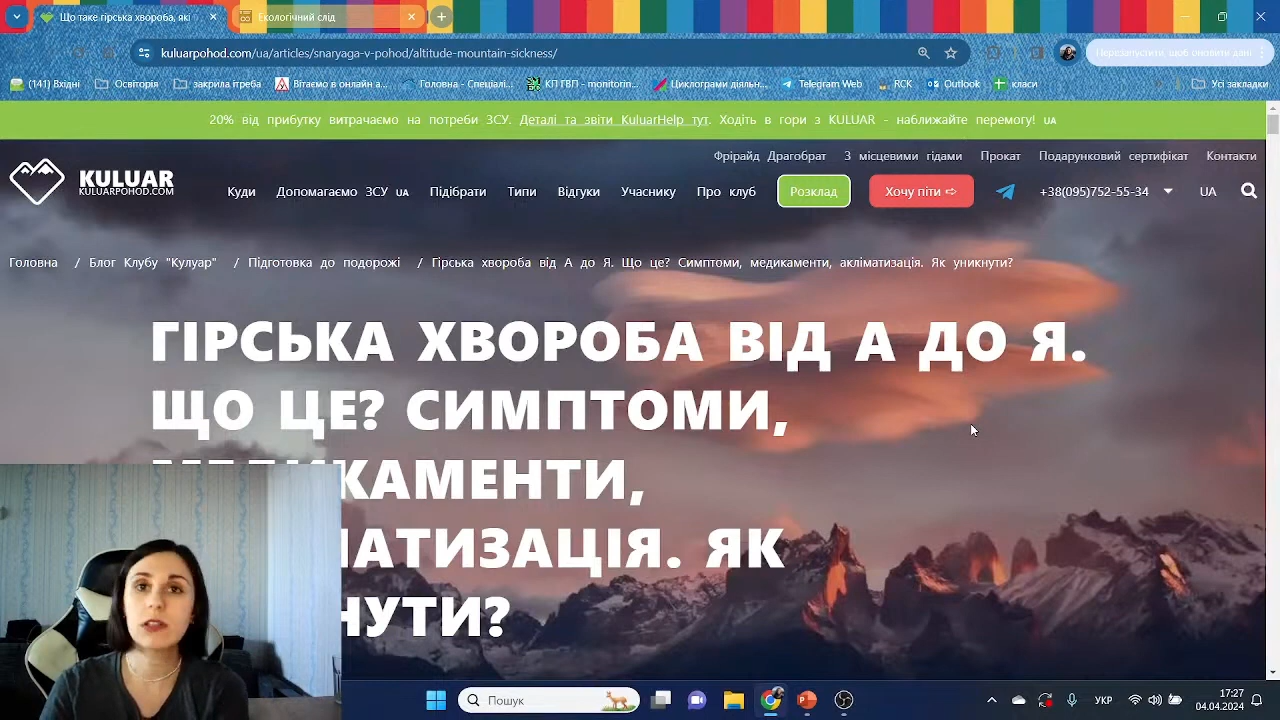 Що таке гірська хвороба, які
Екологічний слід
kuluarpohod.com/ua/articles/snaryaga-v-pohod/altitude-mountain-sickness/
Перезапустити, щоб оновити дані
(141) Вхідні
Освіторія
закрила ітреба
Вітаємо в онлайн а...
Головна - Спеціалі...
КП ГВП - monitorin...
Циклограми діяльн...
Telegram Web
RCK
Outlook
класи
Усі закладки
20% від прибутку витрачаємо на потреби ЗСУ. Деталі та звіти KuluarHelp тут. Ходіть в гори з KULUAR - наближайте перемогу! UA
Фрірайд Драгобрат З місцевими гідами Прокат Подарунковий сертифікат Контакти
KULUAR
KULUARPOHOD.COM
Куди Допомагаємо ЗСУ UA Підібрати Типи Відгуки Учаснику Про клуб Розклад Хочу піти ⇨ +38(095)752-55-34 UA
Головна / Блог Клубу "Кулуар" / Підготовка до подорожі / Гірська хвороба від А до Я. Що це? Симптоми, медикаменти, акліматизація. Як уникнути?
ГІРСЬКА ХВОРОБА ВІД А ДО Я.
ЩО ЦЕ? СИМПТОМИ,
КАМЕНТИ,
МАТИЗАЦІЯ. ЯК
НУТИ?
Пошук
УКР
17:27
04.04.2024